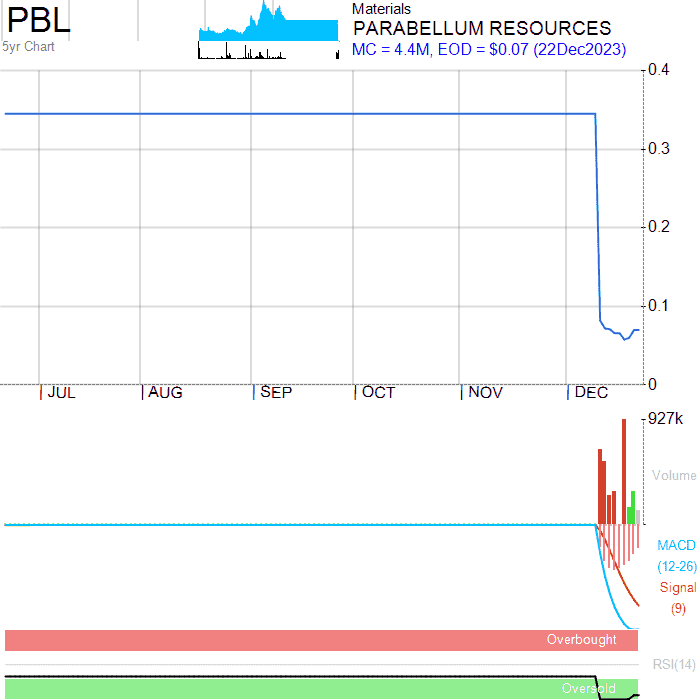 PBL
5yr Chart
Materials
PARABELLUM RESOURCES
MC = 4.4M, EOD = $0.07 (22Dec2023)
0.4
0.3
0.2
0.1
0
JUL AUG SEP OCT NOV DEC
927k
Volume
MACD
(12-26)
Signal
(9)
Overbought
RSI(14)
Oversold